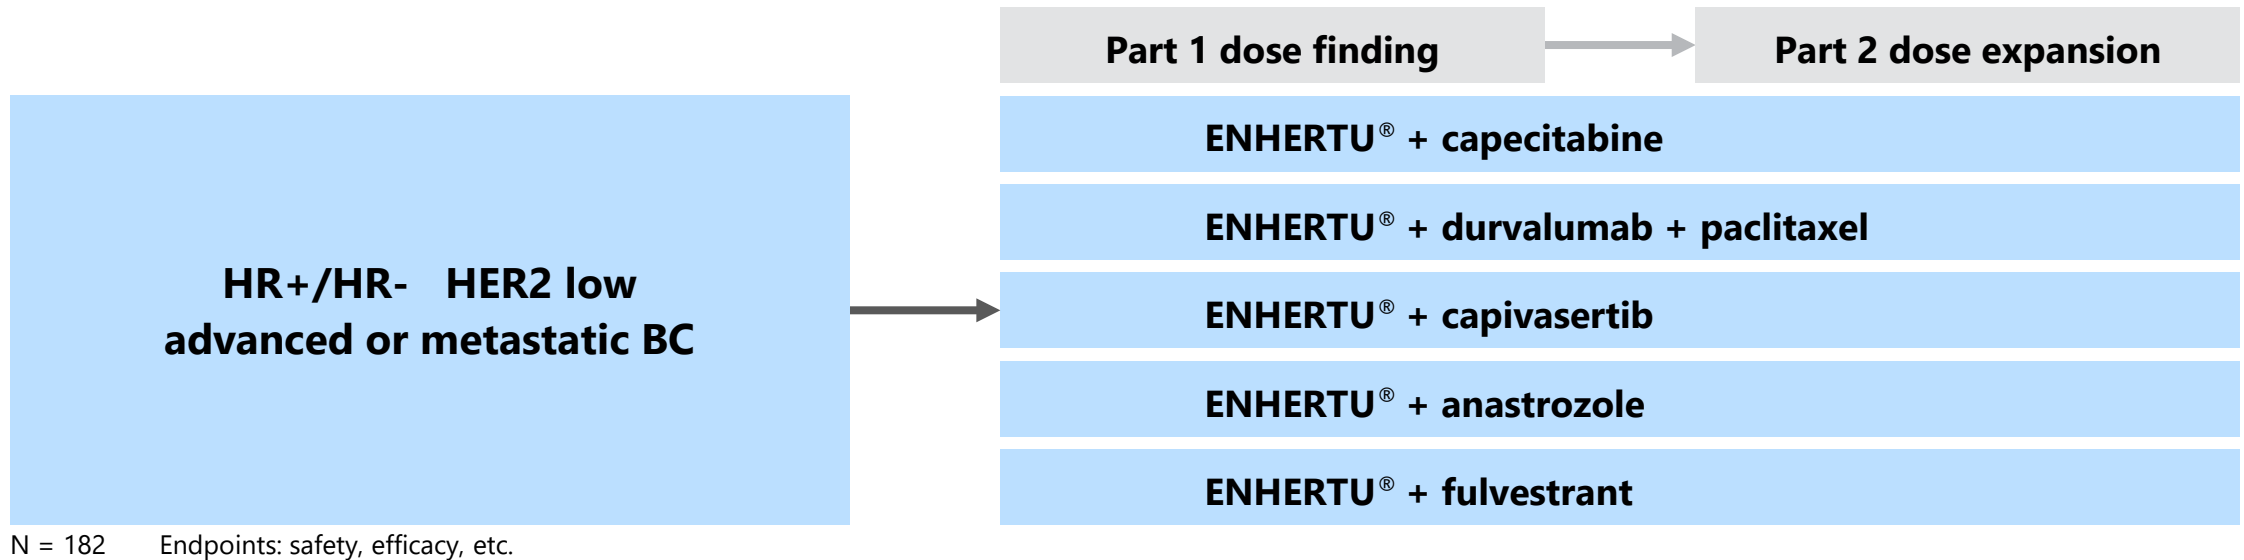 Part 1 dose finding
Part 2 dose expansion
HR+/HR-   HER2 low
advanced or metastatic BC
ENHERTU® + capecitabine
ENHERTU® + durvalumab + paclitaxel
ENHERTU® + capivasertib
ENHERTU® + anastrozole
ENHERTU® + fulvestrant
N = 182     Endpoints: safety, efficacy, etc.